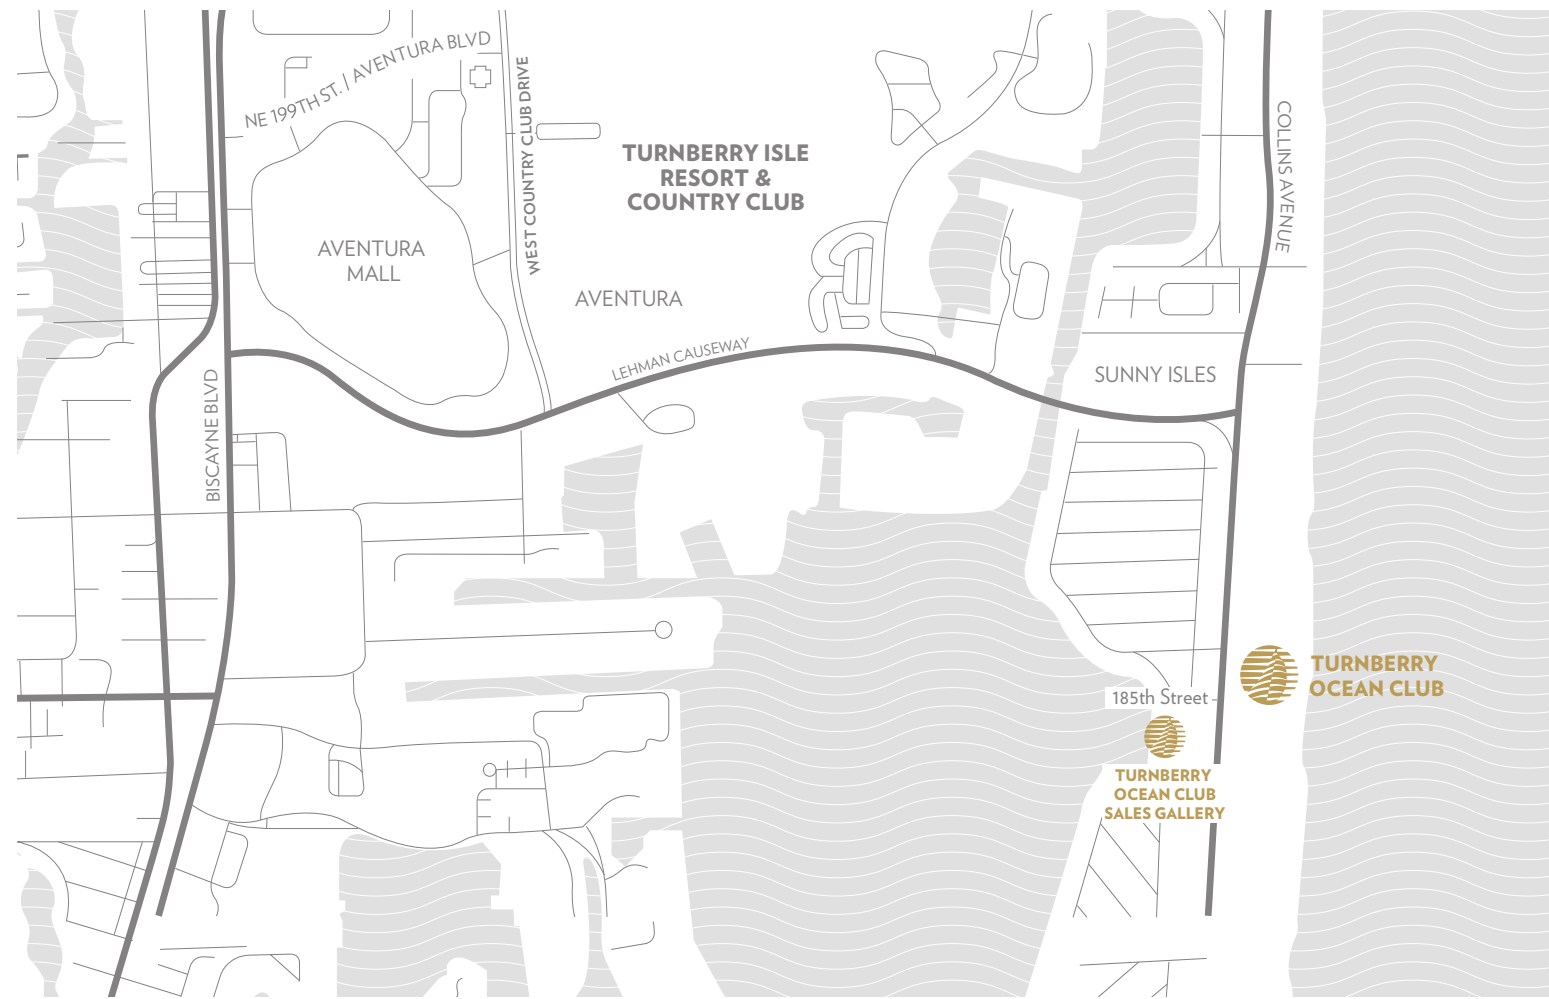 NE 199TH ST. / AVENTURA BLVD
WEST COUNTRY CLUB DRIVE
TURNBERRY ISLE
RESORT &
COUNTRY CLUB
COLLINS AVENUE
AVENTURA
MALL
AVENTURA
LEHMAN CAUSEWAY
SUNNY ISLES
BISCAYNE BLVD
TURNBERRY
OCEAN CLUB
185th Street
TURNBERRY
OCEAN CLUB
SALES GALLERY